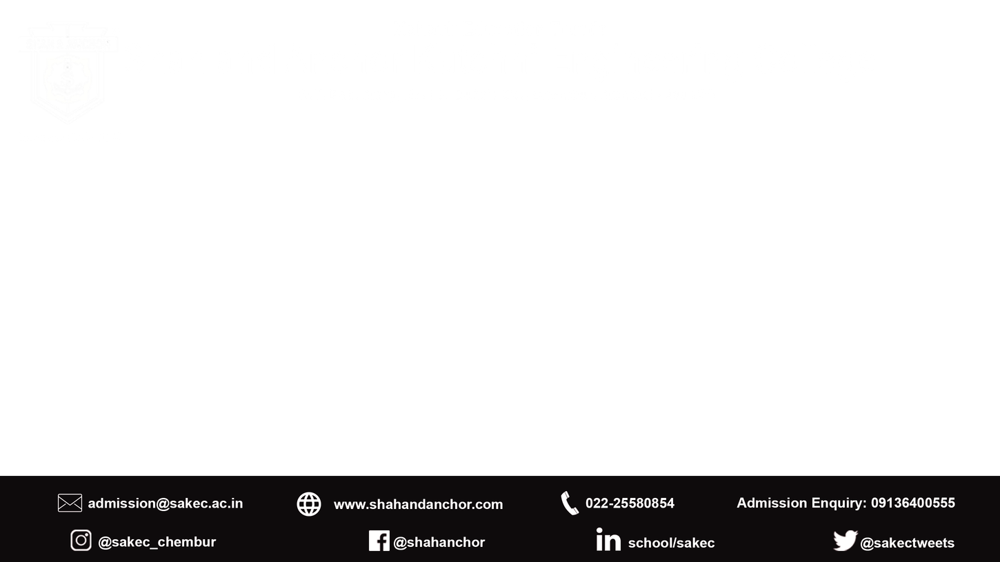 admission@sakec.ac.in www.shahandanchor.com 022-25580854 Admission Enquiry: 09136400555
@sakec_chembur @shahanchor school/sakec @sakectweets